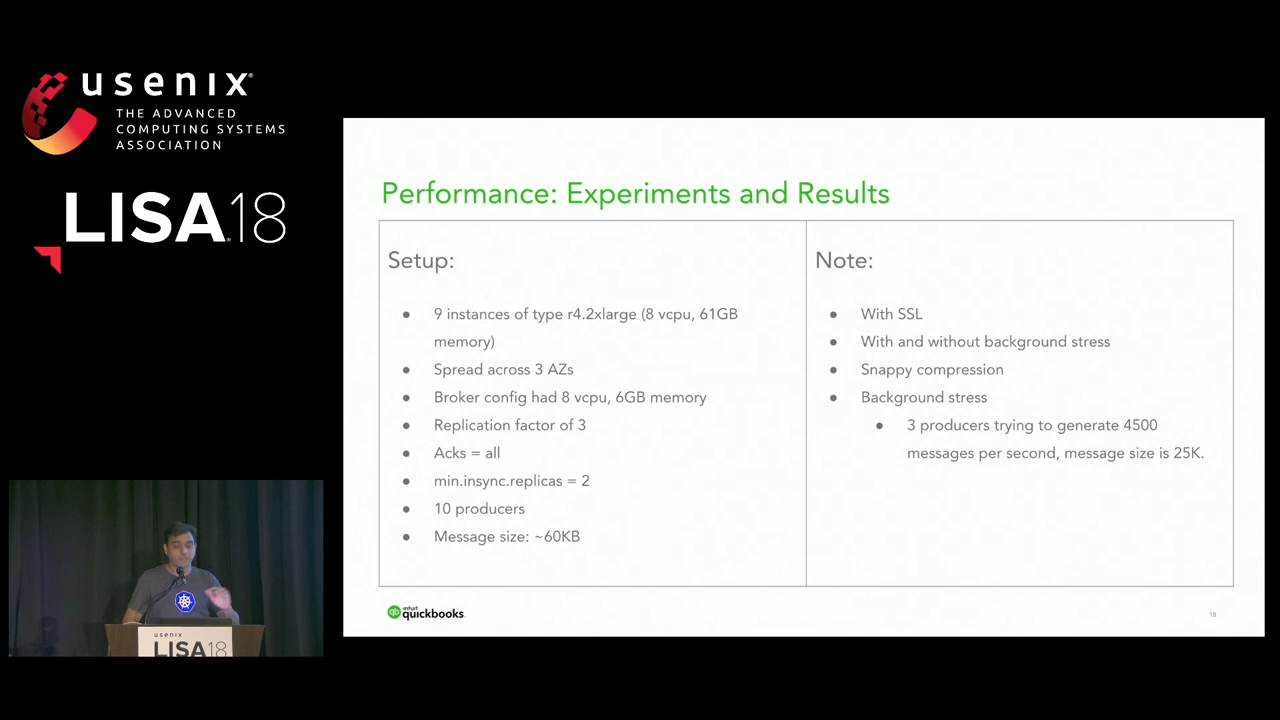 usenix
THE ADVANCED
COMPUTING SYSTEMS
ASSOCIATION
LISA18
Performance: Experiments and Results
Setup:
● 9 instances of type r4.2xlarge (8 vcpu, 61GB
memory)
● Spread across 3 AZs
● Broker config had 8 vcpu, 6GB memory
● Replication factor of 3
● Acks = all
● min.insync.replicas = 2
● 10 producers
● Message size: ~60KB
Note:
● With SSL
● With and without background stress
● Snappy compression
● Background stress
● 3 producers trying to generate 4500
messages per second, message size is 25K.
qb intuit quickbooks.
18
usenix
LISA18